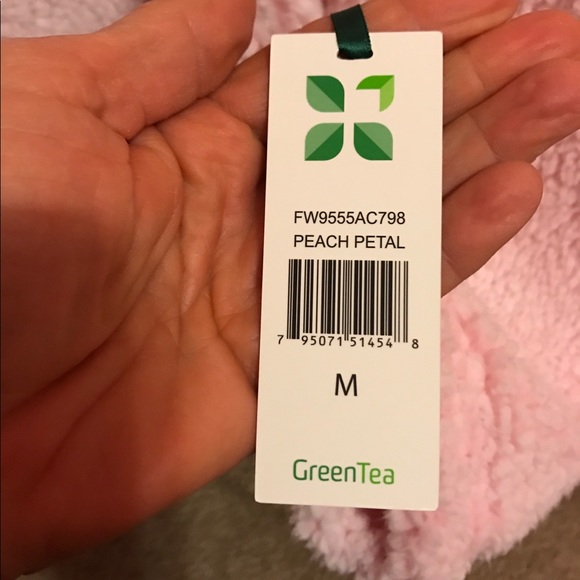 FW9555AC798
PEACH PETAL
7 95071 51454 8
M
GreenTea